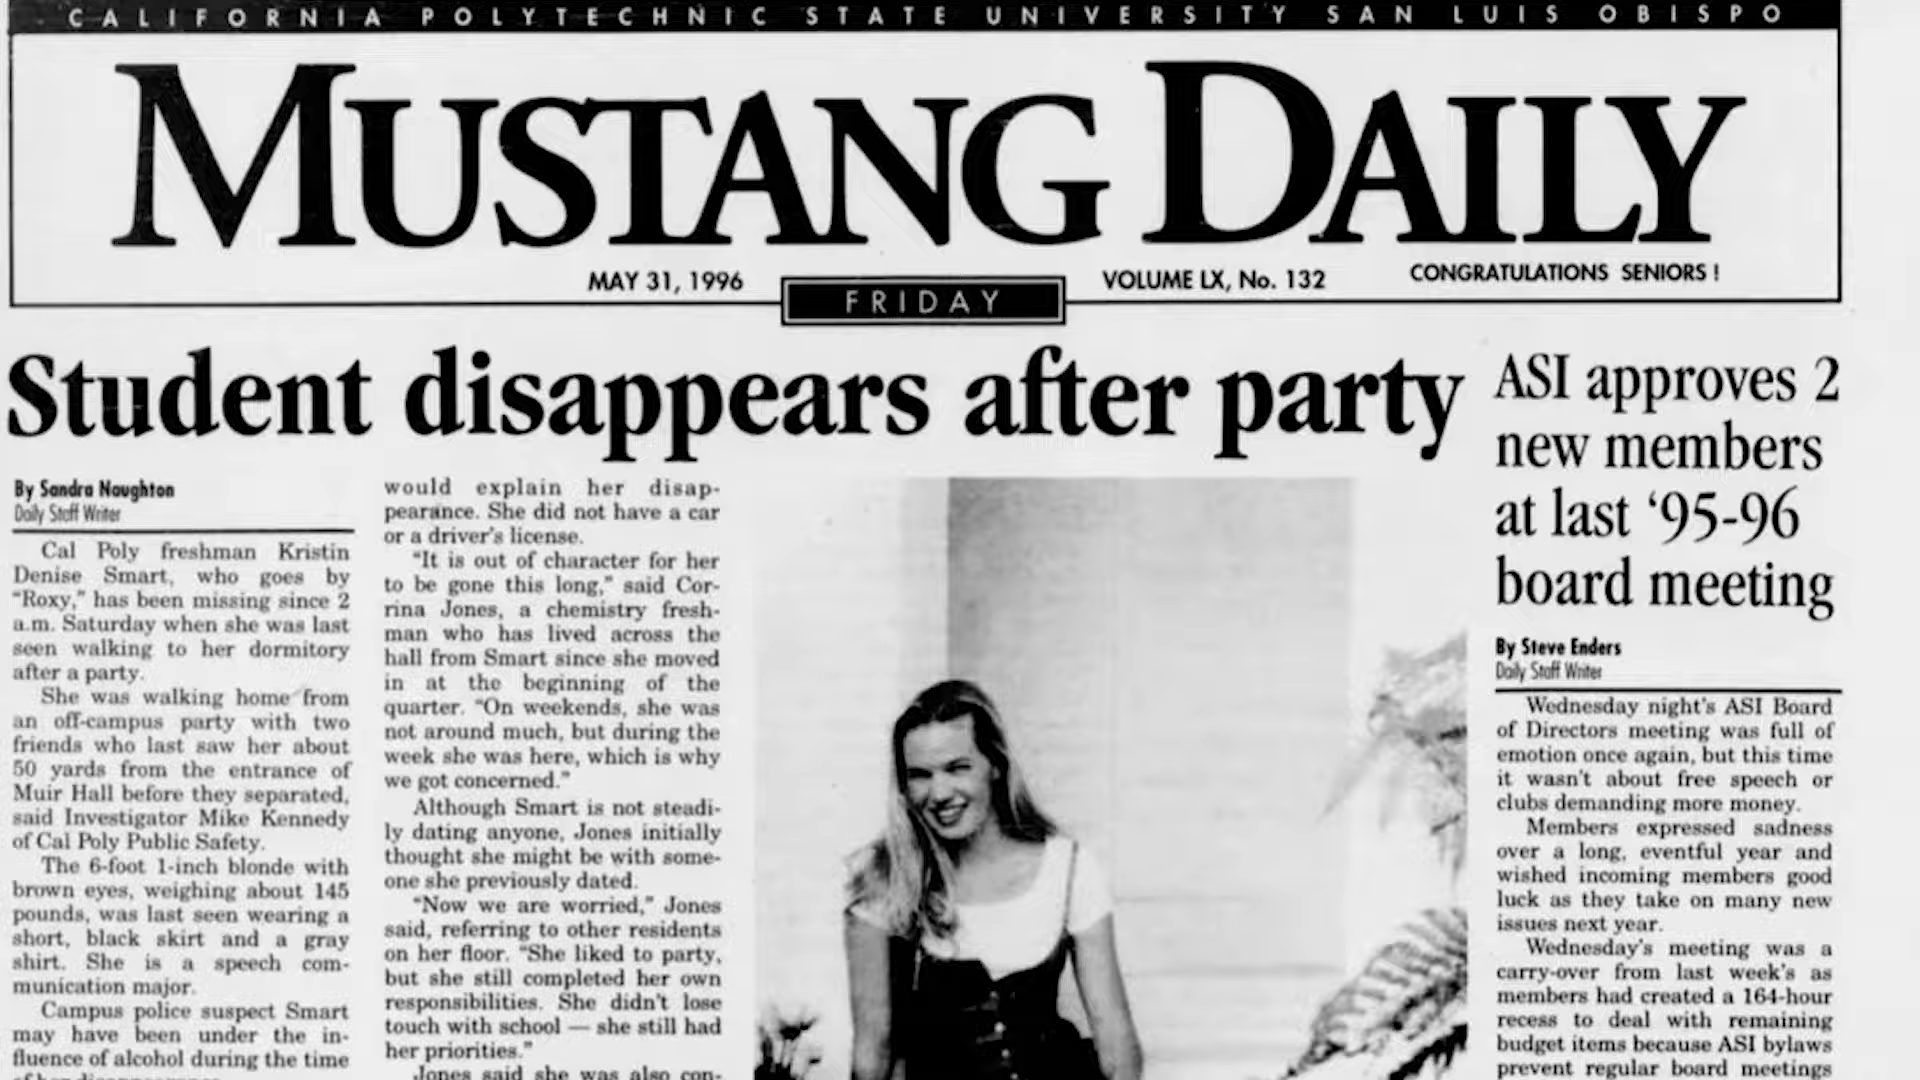 CALIFORNIA POLYTECHNIC STATE UNIVERSITY SAN LUIS OBISPO
MUSTANG DAILY
MAY 31, 1996
FRIDAY
VOLUME LX, No. 132
CONGRATULATIONS SENIORS !
Student disappears after party
By Sandra Naughton
Daily Staff Writer
Cal Poly freshman Kristin
Denise Smart, who goes by
“Roxy,” has been missing since 2
a.m. Saturday when she was last
seen walking to her dormitory
after a party.
She was walking home from
an off-campus party with two
friends who last saw her about
50 yards from the entrance of
Muir Hall before they separated,
said Investigator Mike Kennedy
of Cal Poly Public Safety.
The 6-foot 1-inch blonde with
brown eyes, weighing about 145
pounds, was last seen wearing a
short, black skirt and a gray
shirt. She is a speech com-
munication major.
Campus police suspect Smart
may have been under the in-
fluence of alcohol during the time
would explain her disap-
pearance. She did not have a car
or a driver’s license.
“It is out of character for her
to be gone this long,” said Cor-
rina Jones, a chemistry fresh-
man who has lived across the
hall from Smart since she moved
in at the beginning of the
quarter. “On weekends, she was
not around much, but during the
week she was here, which is why
we got concerned.”
Although Smart is not steadi-
ly dating anyone, Jones initially
thought she might be with some-
one she previously dated.
“Now we are worried,” Jones
said, referring to other residents
on her floor. “She liked to party,
but she still completed her own
responsibilities. She didn’t lose
touch with school — she still had
her priorities.”
Jones said she was also con-
ASI approves 2
new members
at last ‘95-96
board meeting
By Steve Enders
Daily Staff Writer
Wednesday night’s ASI Board
of Directors meeting was full of
emotion once again, but this time
it wasn’t about free speech or
clubs demanding more money.
Members expressed sadness
over a long, eventful year and
wished incoming members good
luck as they take on many new
issues next year.
Wednesday’s meeting was a
carry-over from last week’s as
members had created a 164-hour
recess to deal with remaining
budget items because ASI bylaws
prevent regular board meetings